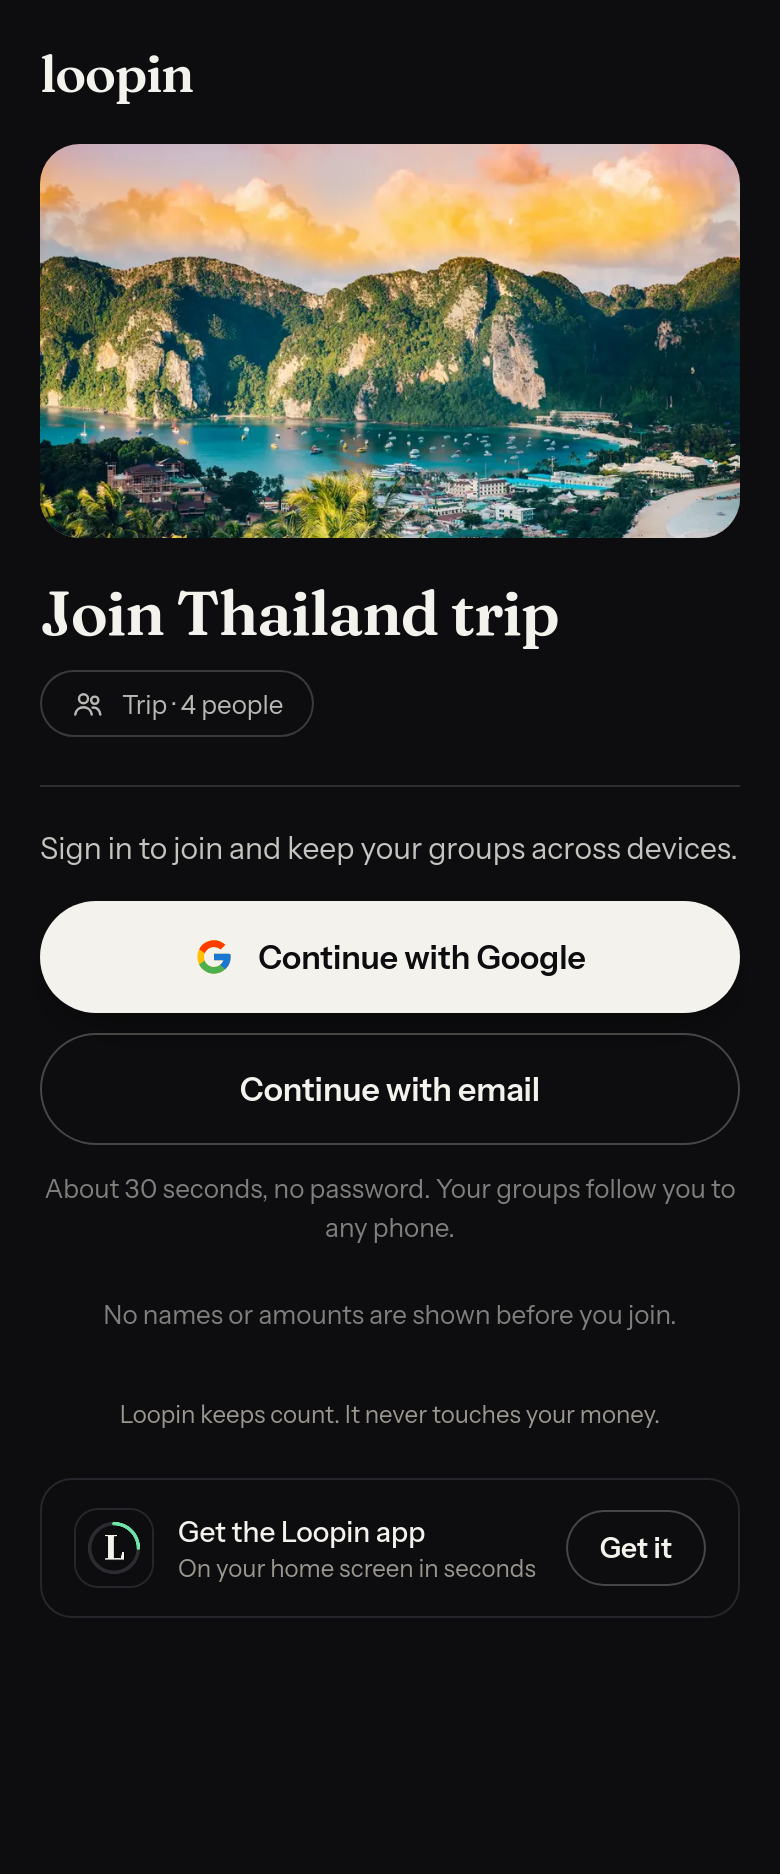 loopin
Join Thailand trip
Trip · 4 people
Sign in to join and keep your groups across devices.
Continue with Google
Continue with email
About 30 seconds, no password. Your groups follow you to
any phone.
No names or amounts are shown before you join.
Loopin keeps count. It never touches your money.
L
Get the Loopin app
On your home screen in seconds
Get it